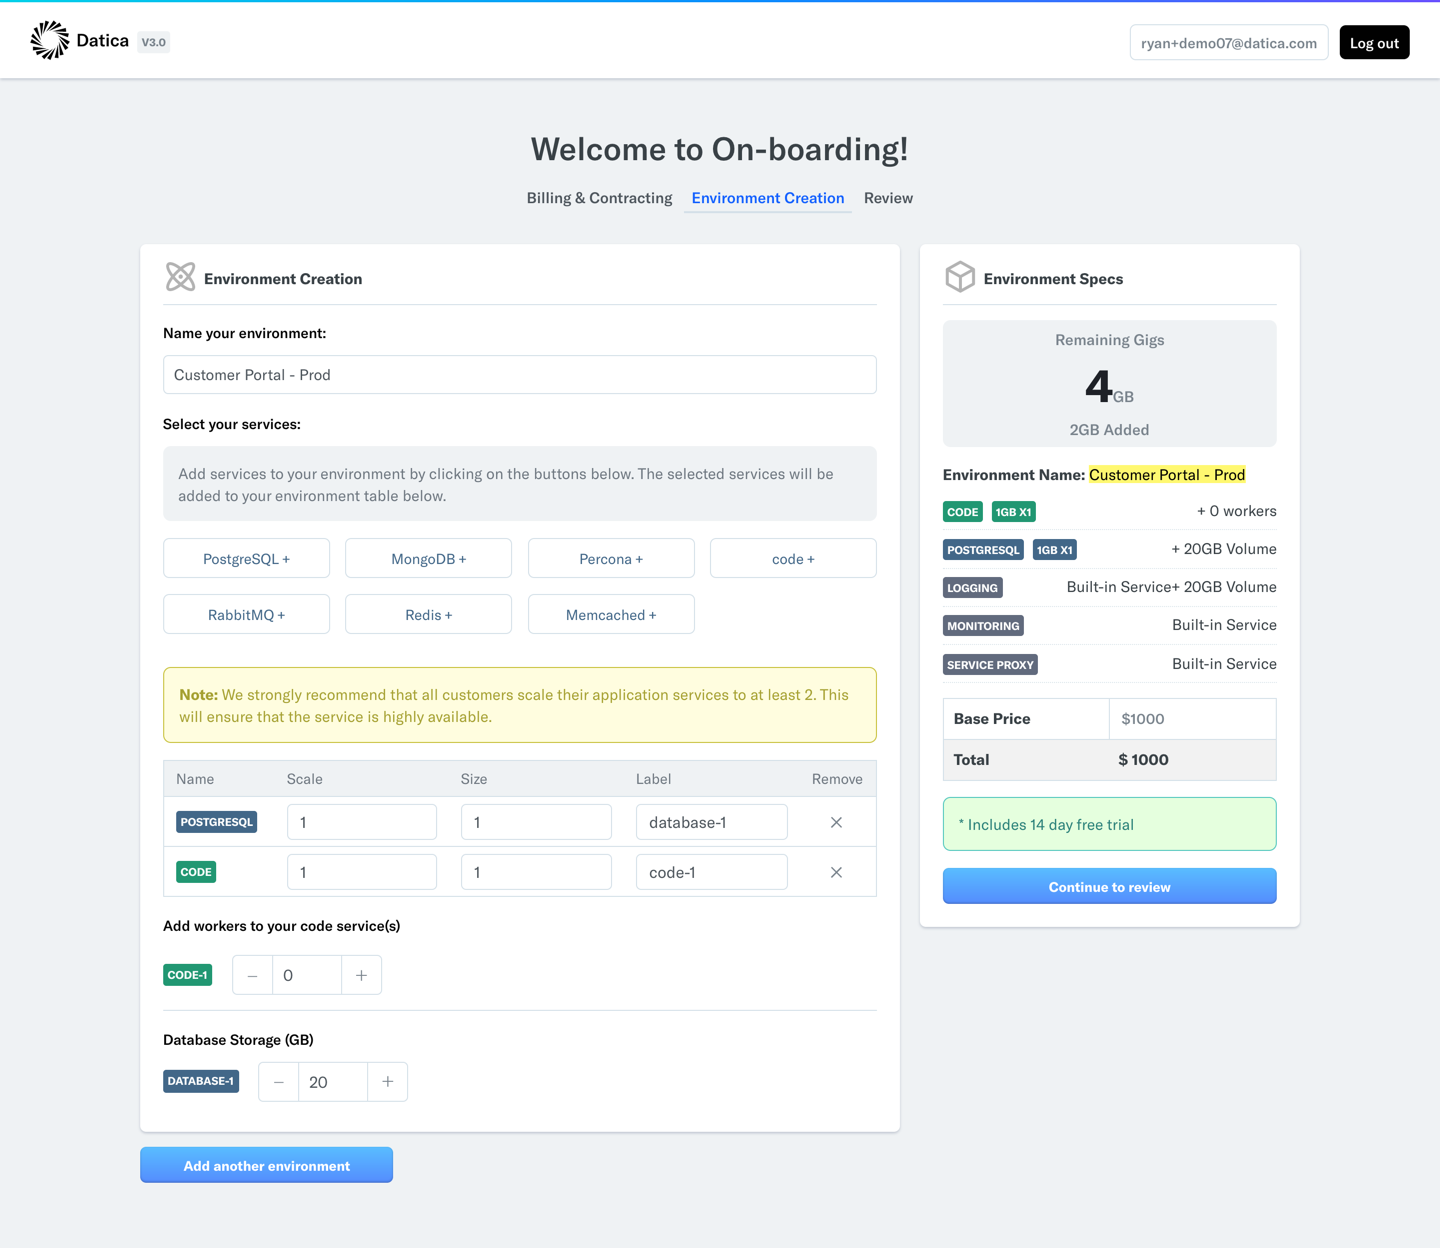 Datica V3.0
ryan+demo07@datica.com
Log out
Welcome to On-boarding!
Billing & Contracting Environment Creation Review
Environment Creation
Name your environment:
Customer Portal - Prod
Select your services:
Add services to your environment by clicking on the buttons below. The selected services will be
added to your environment table below.
PostgreSQL + MongoDB + Percona + code +
RabbitMQ + Redis + Memcached +
Note: We strongly recommend that all customers scale their application services to at least 2. This
will ensure that the service is highly available.
Name Scale Size Label Remove
POSTGRESQL 1 1 database-1
CODE 1 1 code-1
Add workers to your code service(s)
CODE-1 − 0 +
Database Storage (GB)
DATABASE-1 − 20 +
Add another environment
Environment Specs
Remaining Gigs
4GB
2GB Added
Environment Name: Customer Portal - Prod
CODE 1GB X1 + 0 workers
POSTGRESQL 1GB X1 + 20GB Volume
LOGGING Built-in Service+ 20GB Volume
MONITORING Built-in Service
SERVICE PROXY Built-in Service
Base Price $1000
Total $ 1000
* Includes 14 day free trial
Continue to review